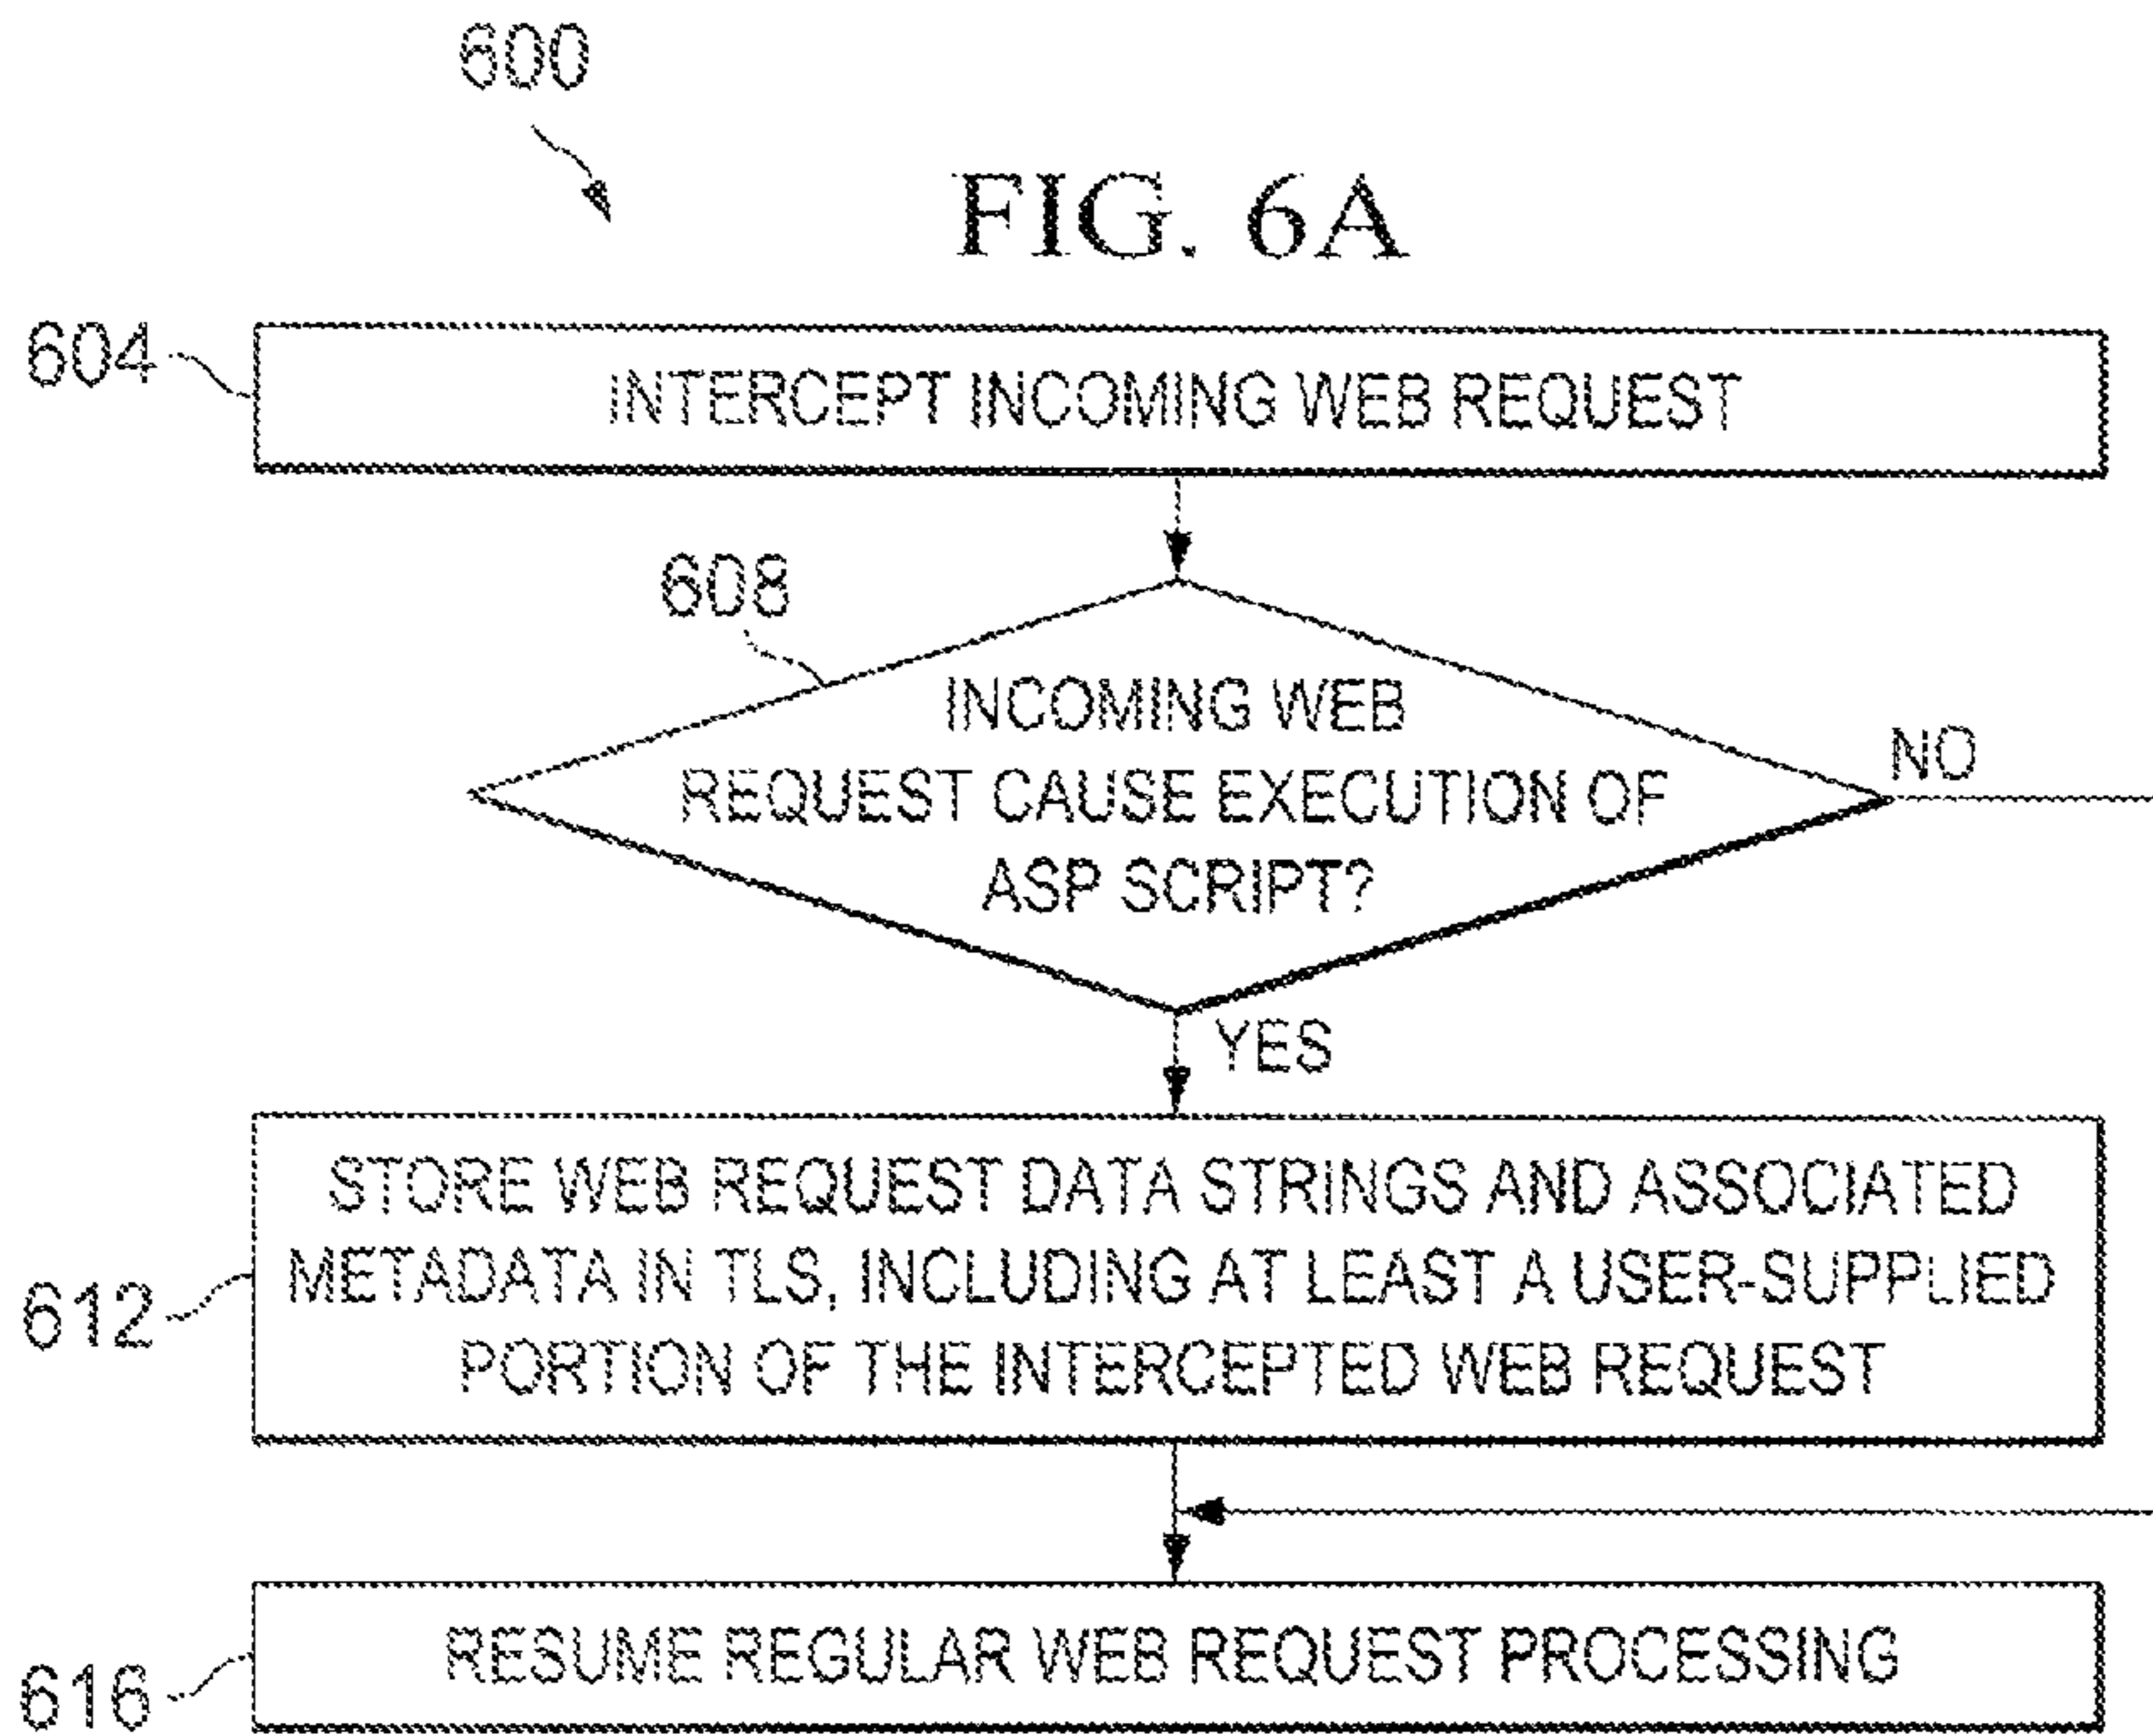 600
FIG. 6A
604
INTERCEPT INCOMING WEB REQUEST
608
INCOMING WEB
REQUEST CAUSE EXECUTION OF
ASP SCRIPT?
NO
YES
612
STORE WEB REQUEST DATA STRINGS AND ASSOCIATED
METADATA IN TLS, INCLUDING AT LEAST A USER-SUPPLIED
PORTION OF THE INTERCEPTED WEB REQUEST
616
RESUME REGULAR WEB REQUEST PROCESSING